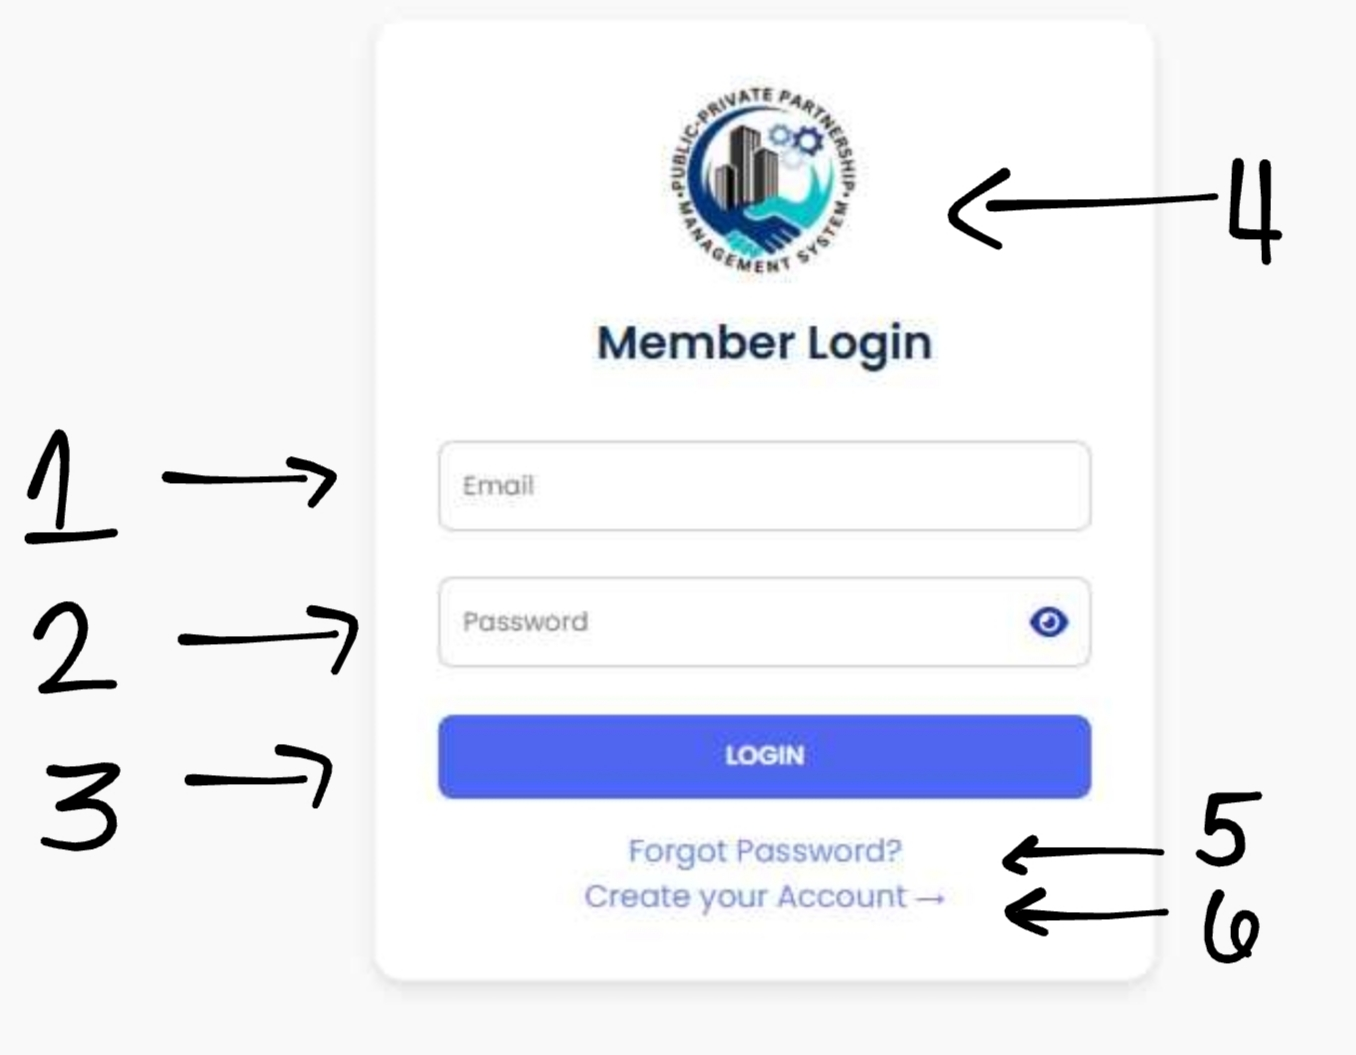 PUBLIC-PRIVATE PARTNERSHIP
• MANAGEMENT SYSTEM •
4
Member Login
1
Email
2
Password
3
LOGIN
Forgot Password?
5
Create your Account →
6